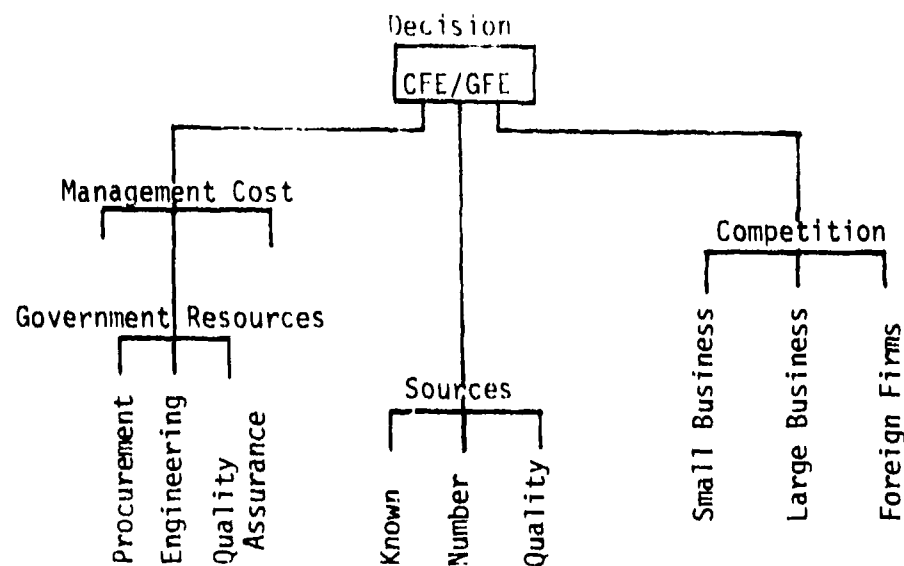 Decision
CFE/GFE
Management Cost
Competition
Government Resources
Sources
Procurement
Engineering
Quality
Assurance
Known
Number
Quality
Small Business
Large Business
Foreign Firms